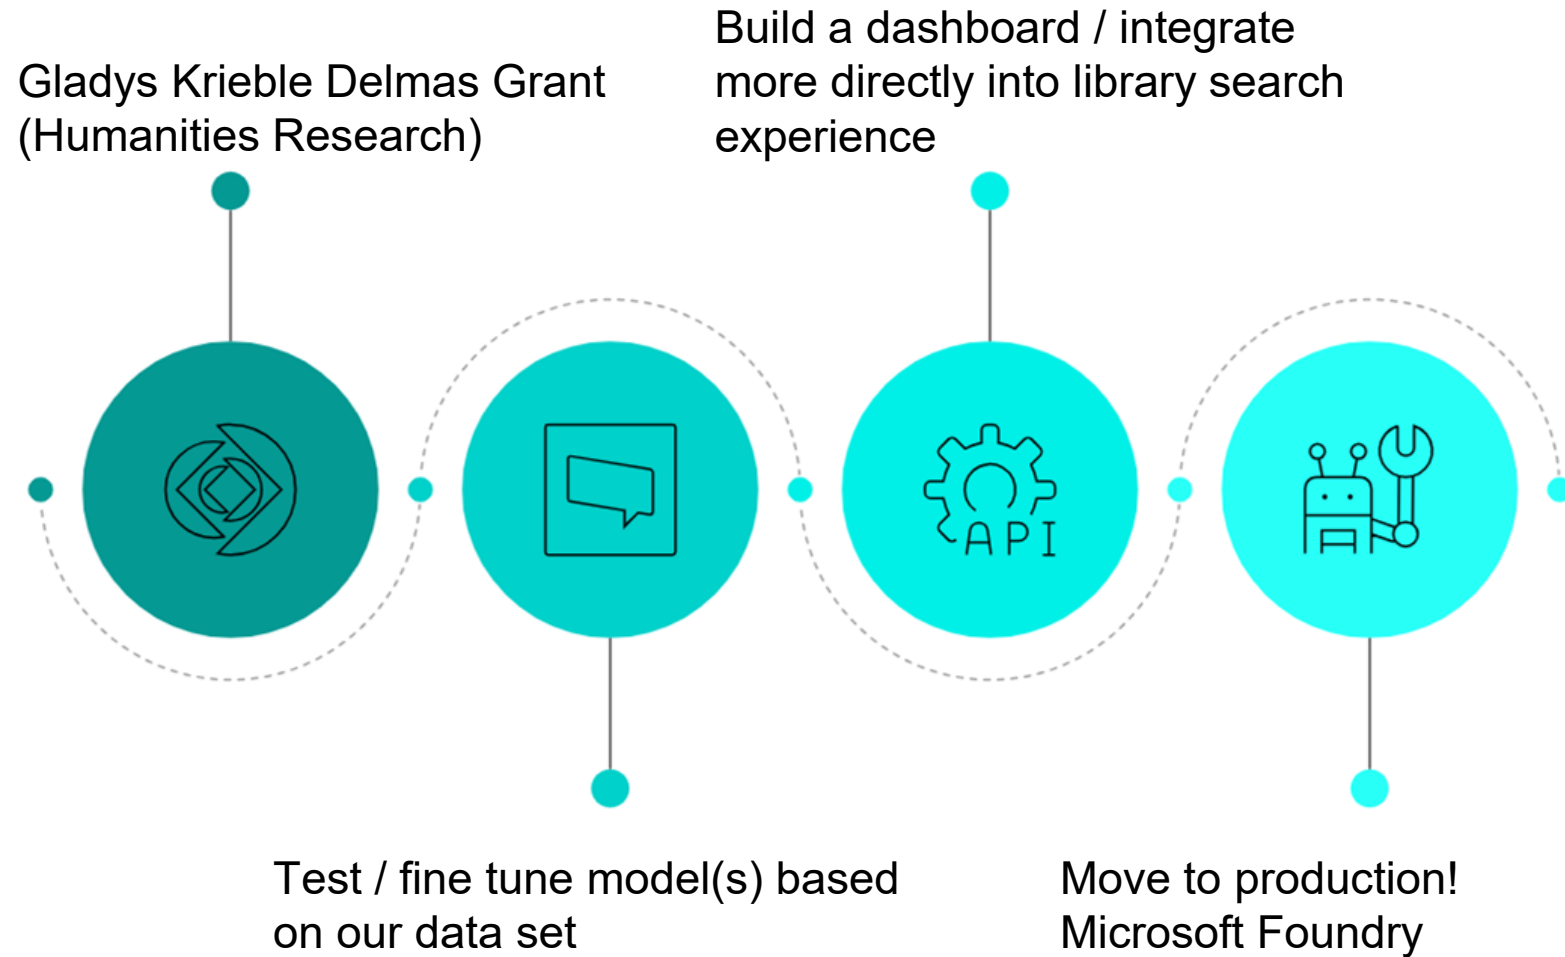 Gladys Krieble Delmas Grant
(Humanities Research)
Build a dashboard / integrate
more directly into library search
experience
API
Test / fine tune model(s) based
on our data set
Move to production!
Microsoft Foundry